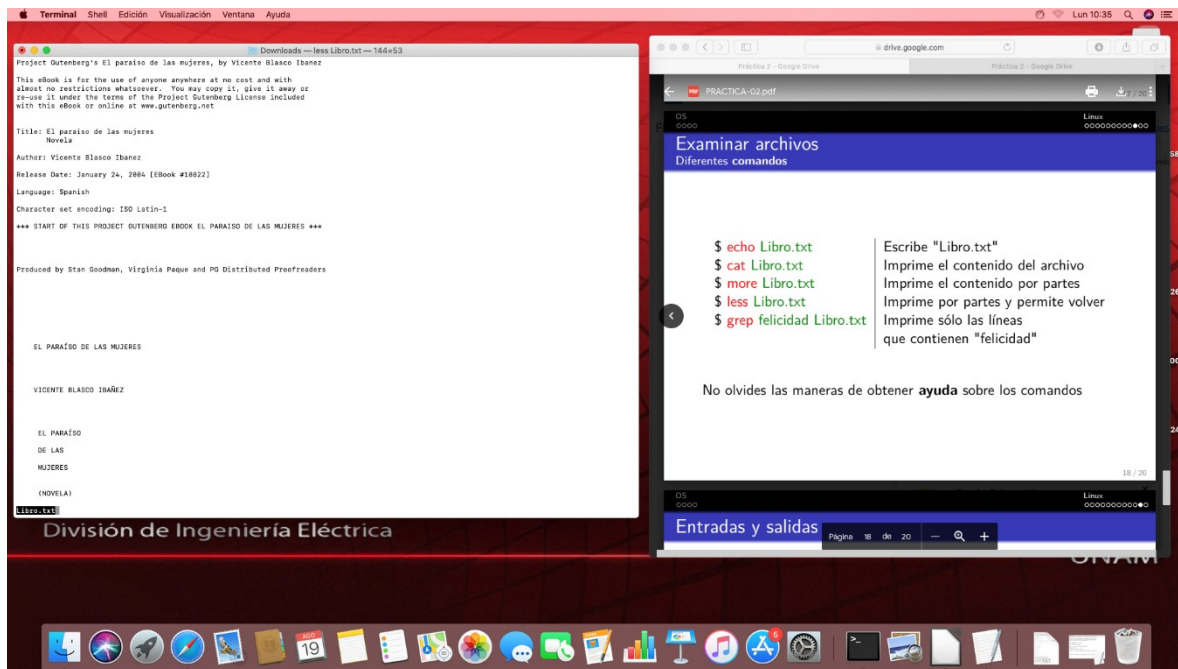 Terminal Shell Edición Visualización Ventana Ayuda
Lun 10:35
Downloads — less Libro.txt — 144×53
Project Gutenberg's El paraiso de las mujeres, by Vicente Blasco Ibanez
This eBook is for the use of anyone anywhere at no cost and with
almost no restrictions whatsoever.  You may copy it, give it away or
re-use it under the terms of the Project Gutenberg License included
with this eBook or online at www.gutenberg.net
Title: El paraiso de las mujeres
Novela
Author: Vicente Blasco Ibanez
Release Date: January 24, 2004 [EBook #10822]
Language: Spanish
Character set encoding: ISO Latin-1
*** START OF THIS PROJECT GUTENBERG EBOOK EL PARAISO DE LAS MUJERES ***
Produced by Stan Goodman, Virginia Paque and PG Distributed Proofreaders
EL PARAÍSO DE LAS MUJERES
VICENTE BLASCO IBAÑEZ
EL PARAÍSO
DE LAS
MUJERES
(NOVELA)
Libro.txt
División de Ingeniería Eléctrica
drive.google.com
Práctica 2 - Google Drive
Práctica 2 - Google Drive
PRACTICA-02.pdf
OS
Linux
Examinar archivos
Diferentes comandos
$ echo Libro.txt Escribe "Libro.txt"
$ cat Libro.txt Imprime el contenido del archivo
$ more Libro.txt Imprime el contenido por partes
$ less Libro.txt Imprime por partes y permite volver
$ grep felicidad Libro.txt Imprime sólo las líneas
que contienen "felicidad"
No olvides las maneras de obtener ayuda sobre los comandos
18 / 20
OS
Linux
Entradas y salidas
Página 18 de 20
UNAM
AGO
19
5